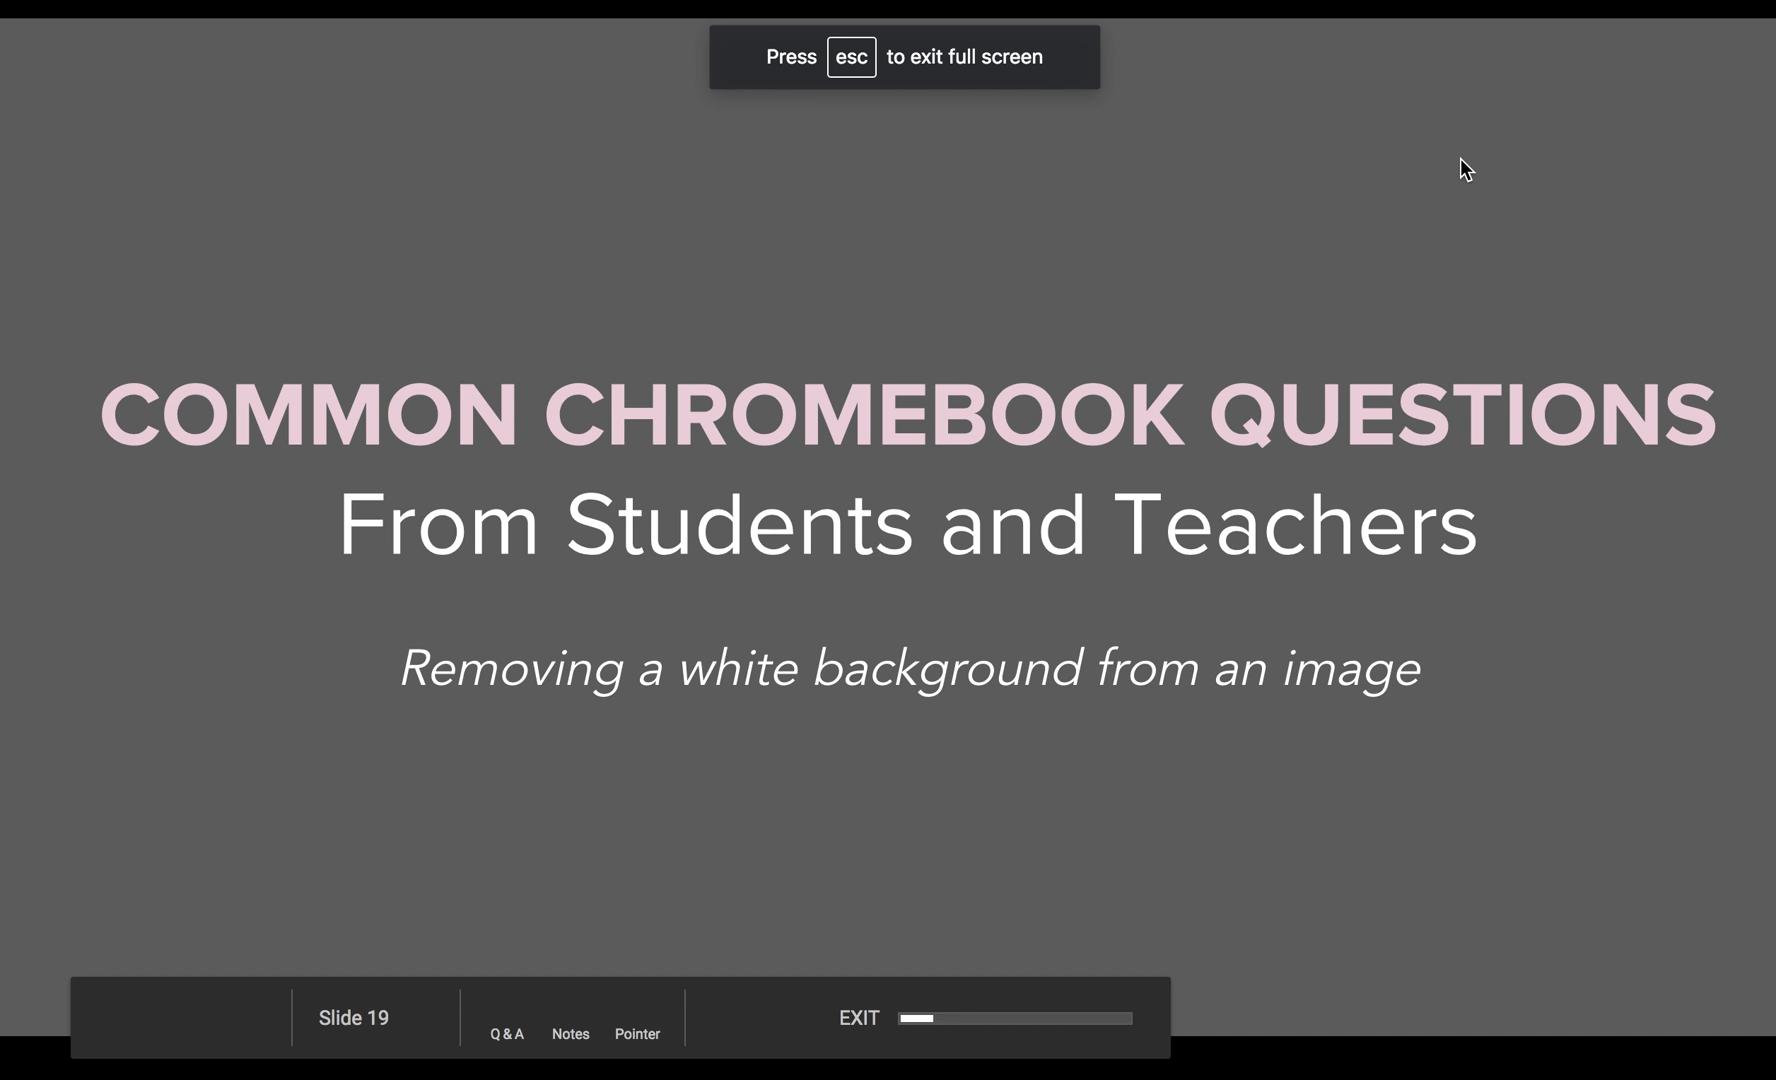 Press esc to exit full screen
COMMON CHROMEBOOK QUESTIONS
From Students and Teachers
Removing a white background from an image
Slide 19
Q & A Notes Pointer
EXIT